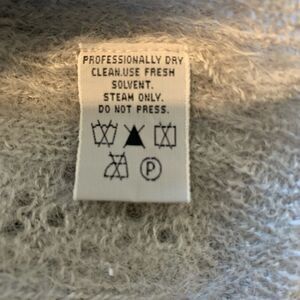 PROFESSIONALLY DRY
CLEAN.USE FRESH
SOLVENT.
STEAM ONLY.
DO NOT PRESS.
P